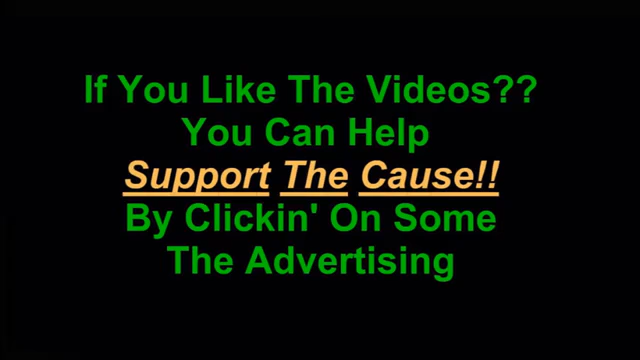 If You Like The Videos??
You Can Help
Support The Cause!!
By Clickin' On Some
The Advertising